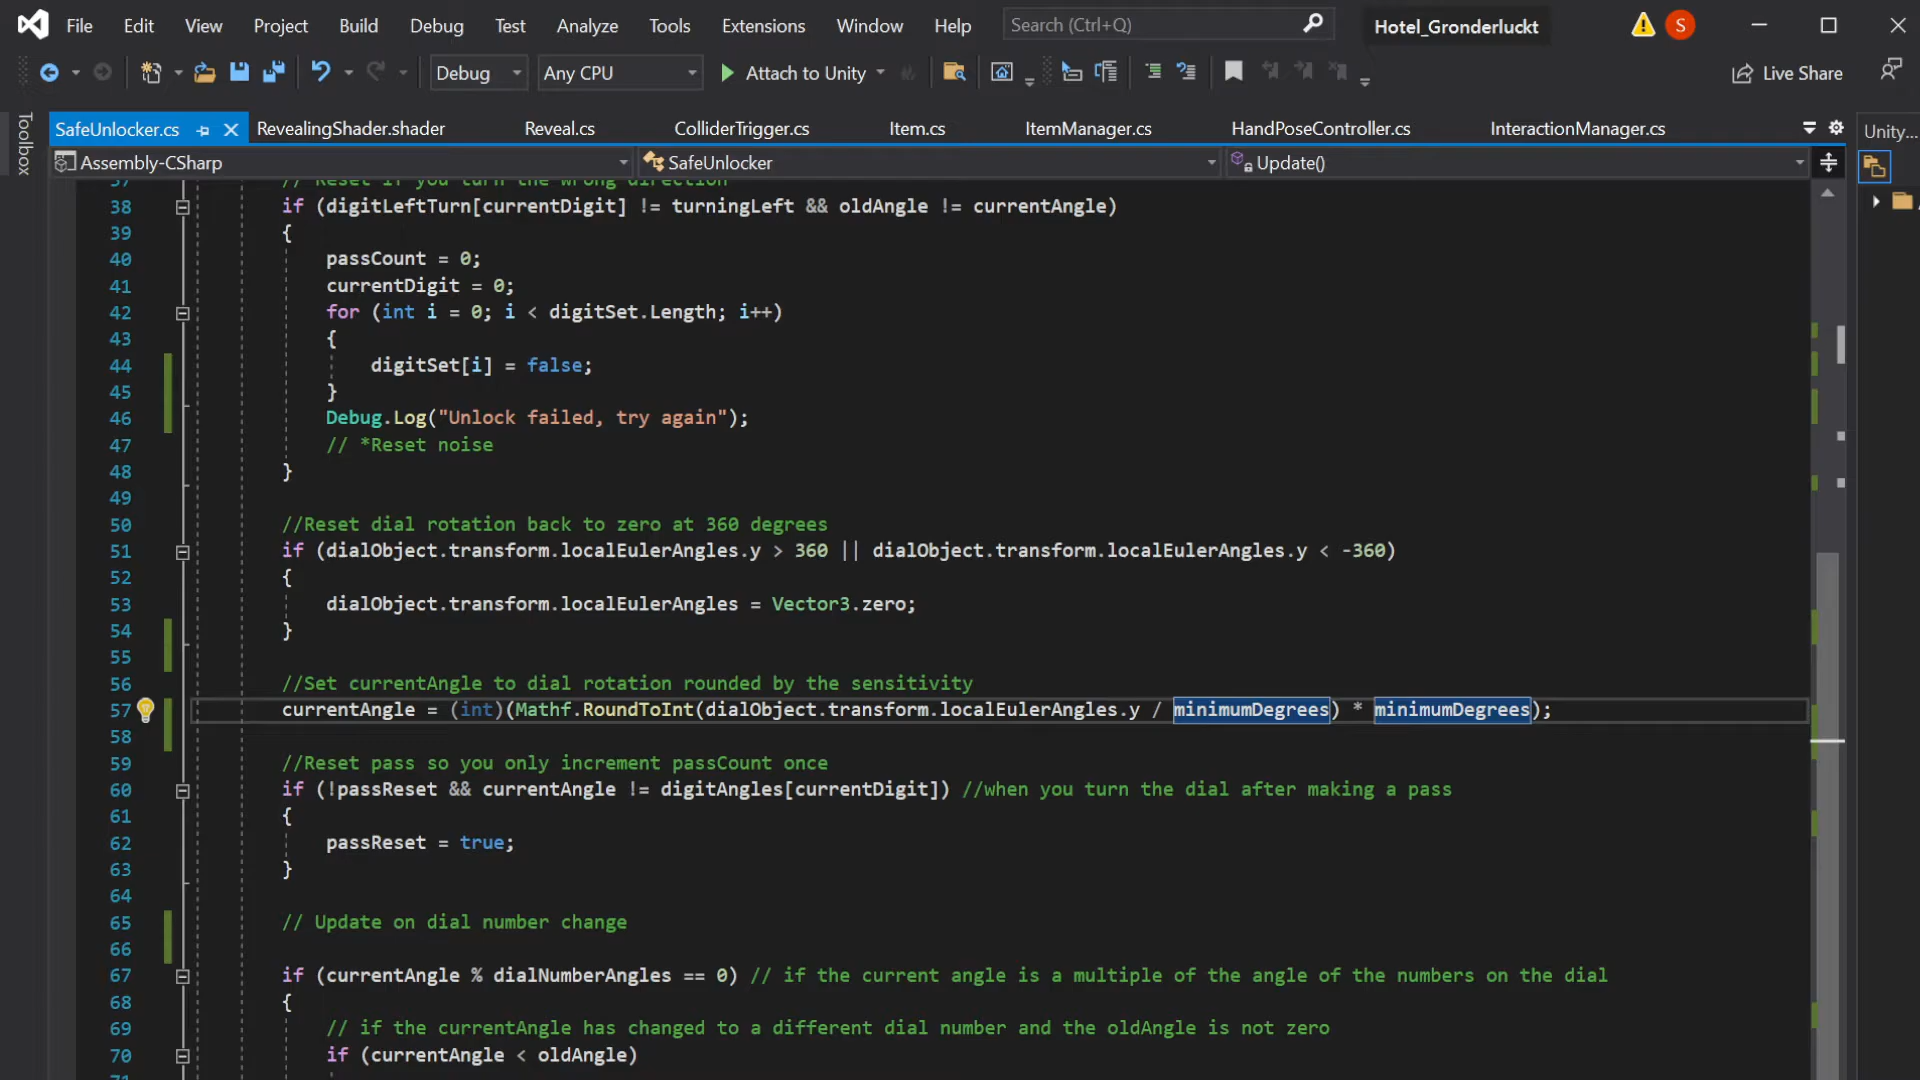 File Edit View Project Build Debug Test Analyze Tools Extensions Window Help Search (Ctrl+Q) Hotel_Gronderluckt S
Debug Any CPU Attach to Unity Live Share
Toolbox
SafeUnlocker.cs RevealingShader.shader Reveal.cs ColliderTrigger.cs Item.cs ItemManager.cs HandPoseController.cs InteractionManager.cs Unity...
Assembly-CSharp SafeUnlocker Update()
37 // Reset if you turn the wrong direction
38 if (digitLeftTurn[currentDigit] != turningLeft && oldAngle != currentAngle)
39 {
40 passCount = 0;
41 currentDigit = 0;
42 for (int i = 0; i < digitSet.Length; i++)
43 {
44 digitSet[i] = false;
45 }
46 Debug.Log("Unlock failed, try again");
47 // *Reset noise
48 }
49
50 //Reset dial rotation back to zero at 360 degrees
51 if (dialObject.transform.localEulerAngles.y > 360 || dialObject.transform.localEulerAngles.y < -360)
52 {
53 dialObject.transform.localEulerAngles = Vector3.zero;
54 }
55
56 //Set currentAngle to dial rotation rounded by the sensitivity
57 currentAngle = (int)(Mathf.RoundToInt(dialObject.transform.localEulerAngles.y / minimumDegrees) * minimumDegrees);
58
59 //Reset pass so you only increment passCount once
60 if (!passReset && currentAngle != digitAngles[currentDigit]) //when you turn the dial after making a pass
61 {
62 passReset = true;
63 }
64
65 // Update on dial number change
66
67 if (currentAngle % dialNumberAngles == 0) // if the current angle is a multiple of the angle of the numbers on the dial
68 {
69 // if the currentAngle has changed to a different dial number and the oldAngle is not zero
70 if (currentAngle < oldAngle)
71